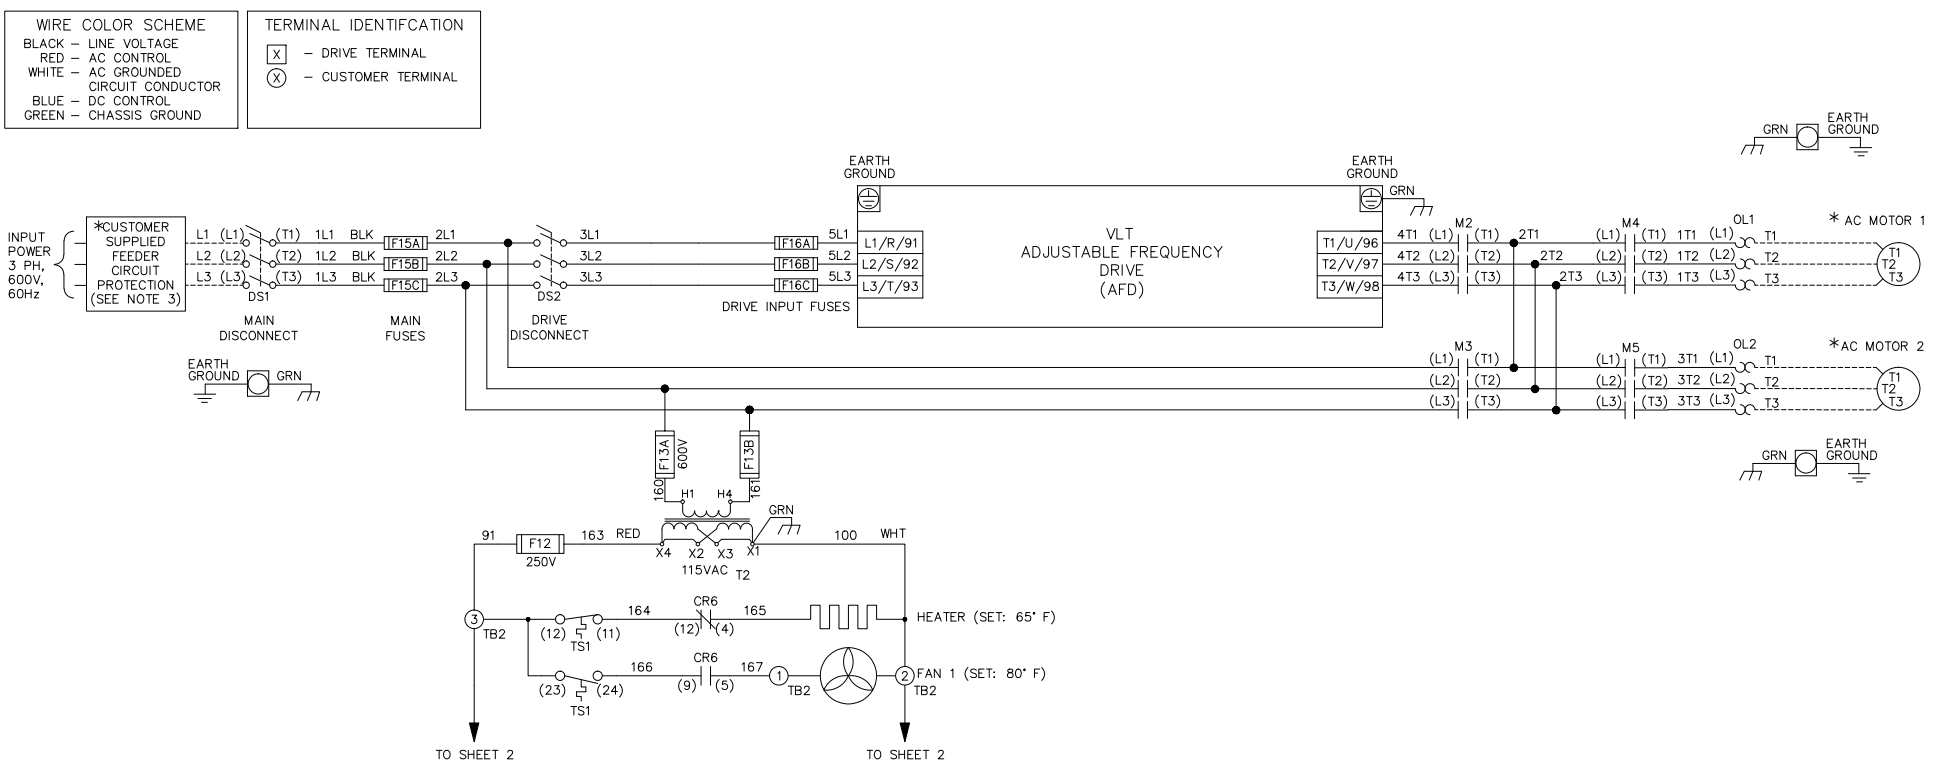 WIRE COLOR SCHEME
BLACK – LINE VOLTAGE
RED – AC CONTROL
WHITE – AC GROUNDED
CIRCUIT CONDUCTOR
BLUE – DC CONTROL
GREEN – CHASSIS GROUND
TERMINAL IDENTIFCATION
X – DRIVE TERMINAL
X – CUSTOMER TERMINAL
INPUT
POWER
3 PH,
600V,
60Hz
*CUSTOMER
SUPPLIED
FEEDER
CIRCUIT
PROTECTION
(SEE NOTE 3)
L1 (L1) (T1) 1L1 BLK F15A 2L1 3L1 F16A 5L1 L1/R/91
L2 (L2) (T2) 1L2 BLK F15B 2L2 3L2 F16B 5L2 L2/S/92
L3 (L3) (T3) 1L3 BLK F15C 2L3 3L3 F16C 5L3 L3/T/93
DS1
MAIN
DISCONNECT
MAIN
FUSES
DS2
DRIVE
DISCONNECT
DRIVE INPUT FUSES
EARTH
GROUND
GRN
EARTH
GROUND
VLT
ADJUSTABLE FREQUENCY
DRIVE
(AFD)
EARTH
GROUND
GRN
GRN
EARTH
GROUND
M2 M4 OL1 * AC MOTOR 1
T1/U/96 4T1 (L1) (T1) 2T1 (L1) (T1) 1T1 (L1) T1
T2/V/97 4T2 (L2) (T2) 2T2 (L2) (T2) 1T2 (L2) T2
T3/W/98 4T3 (L3) (T3) 2T3 (L3) (T3) 1T3 (L3) T3
T1
T2
T3
M3 M5 OL2 *AC MOTOR 2
(L1) (T1) (L1) (T1) 3T1 (L1) T1
(L2) (T2) (L2) (T2) 3T2 (L2) T2
(L3) (T3) (L3) (T3) 3T3 (L3) T3
T1
T2
T3
GRN
EARTH
GROUND
F13A
600V
F13B
160
161
H1 H4
GRN
91 F12 163 RED
250V
X4 X2 X3 X1
100 WHT
115VAC T2
3
TB2
(12) (11)
TS1
164
CR6
(12) (4)
165
HEATER (SET: 65° F)
(23) (24)
TS1
166
CR6
(9) (5)
167
1
TB2
2
TB2
FAN 1 (SET: 80° F)
TO SHEET 2
TO SHEET 2